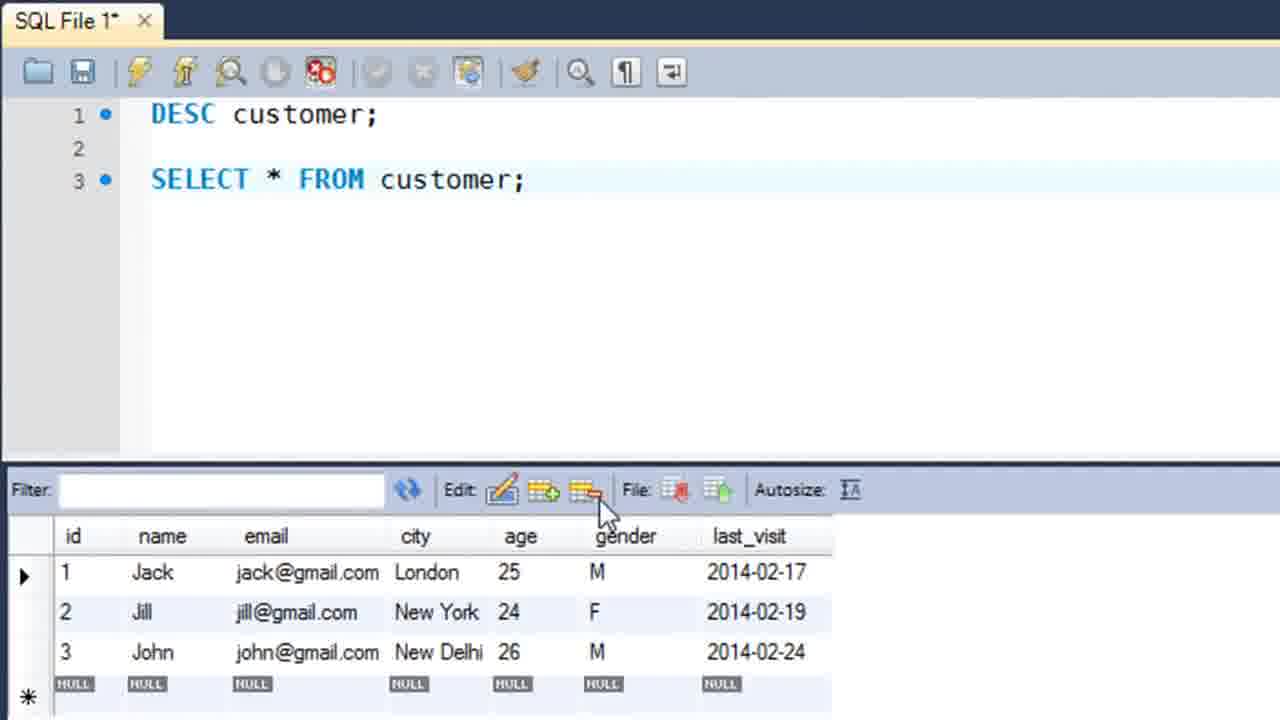 SQL File 1*
1 DESC customer;
2
3 SELECT * FROM customer;
Filter: Edit: File: Autosize:
id name email city age gender last_visit
1 Jack jack@gmail.com London 25 M 2014-02-17
2 Jill jill@gmail.com New York 24 F 2014-02-19
3 John john@gmail.com New Delhi 26 M 2014-02-24
NULL NULL NULL NULL NULL NULL NULL